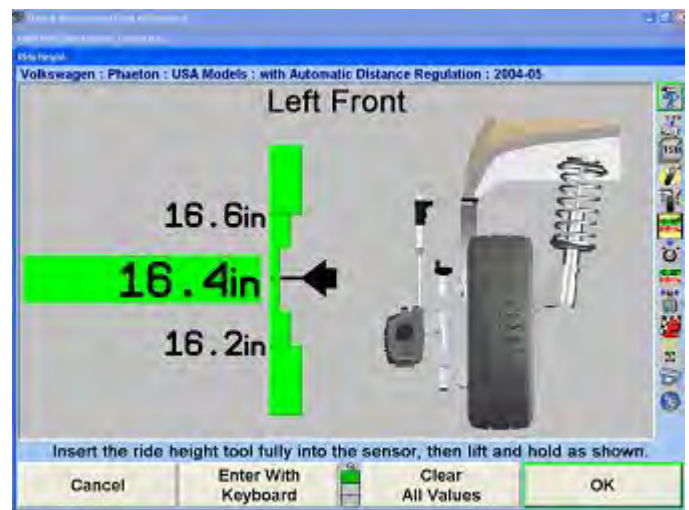 Ride Height
Volkswagen : Phaeton : USA Models : with Automatic Distance Regulation : 2004-05
Left Front
16.6in
16.4in
16.2in
Insert the ride height tool fully into the sensor, then lift and hold as shown.
Cancel
Enter With
Keyboard
Clear
All Values
OK